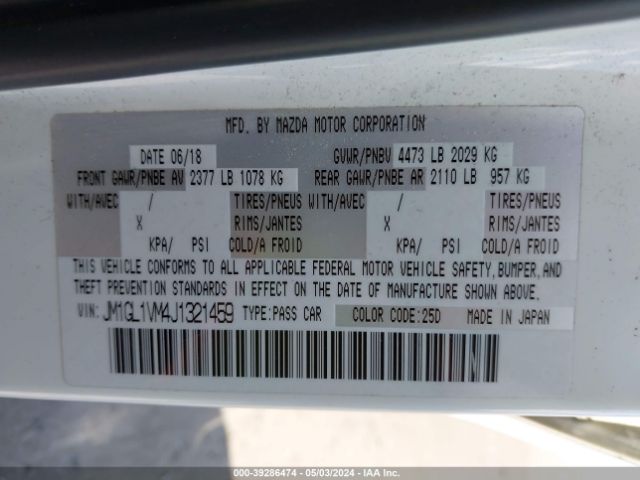 MFD. BY MAZDA MOTOR CORPORATION
DATE 06/18 GVWR/PNBV 4473 LB 2029 KG
FRONT GAWR/PNBE AV 2377 LB 1078 KG REAR GAWR/PNBE AR 2110 LB 957 KG
WITH/AVEC / TIRES/PNEUS WITH/AVEC / TIRES/PNEUS
X RIMS/JANTES X RIMS/JANTES
KPA/ PSI COLD/A FROID KPA/ PSI COLD/A FROID
THIS VEHICLE CONFORMS TO ALL APPLICABLE FEDERAL MOTOR VEHICLE SAFETY, BUMPER, AND
THEFT PREVENTION STANDARDS IN EFFECT ON THE DATE OF MANUFACTURE SHOWN ABOVE.
VIN: JM1GL1VM4J1321459 TYPE:PASS CAR COLOR CODE:25D MADE IN JAPAN
000-39286474 - 05/03/2024 - IAA Inc.